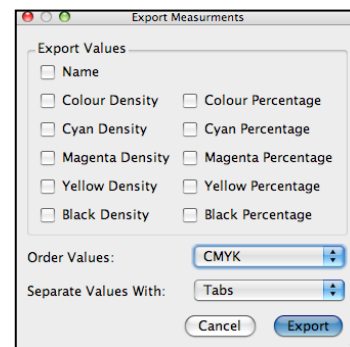 Export Measurments
Export Values
Name
Colour Density Colour Percentage
Cyan Density Cyan Percentage
Magenta Density Magenta Percentage
Yellow Density Yellow Percentage
Black Density Black Percentage
Order Values: CMYK
Separate Values With: Tabs
Cancel Export